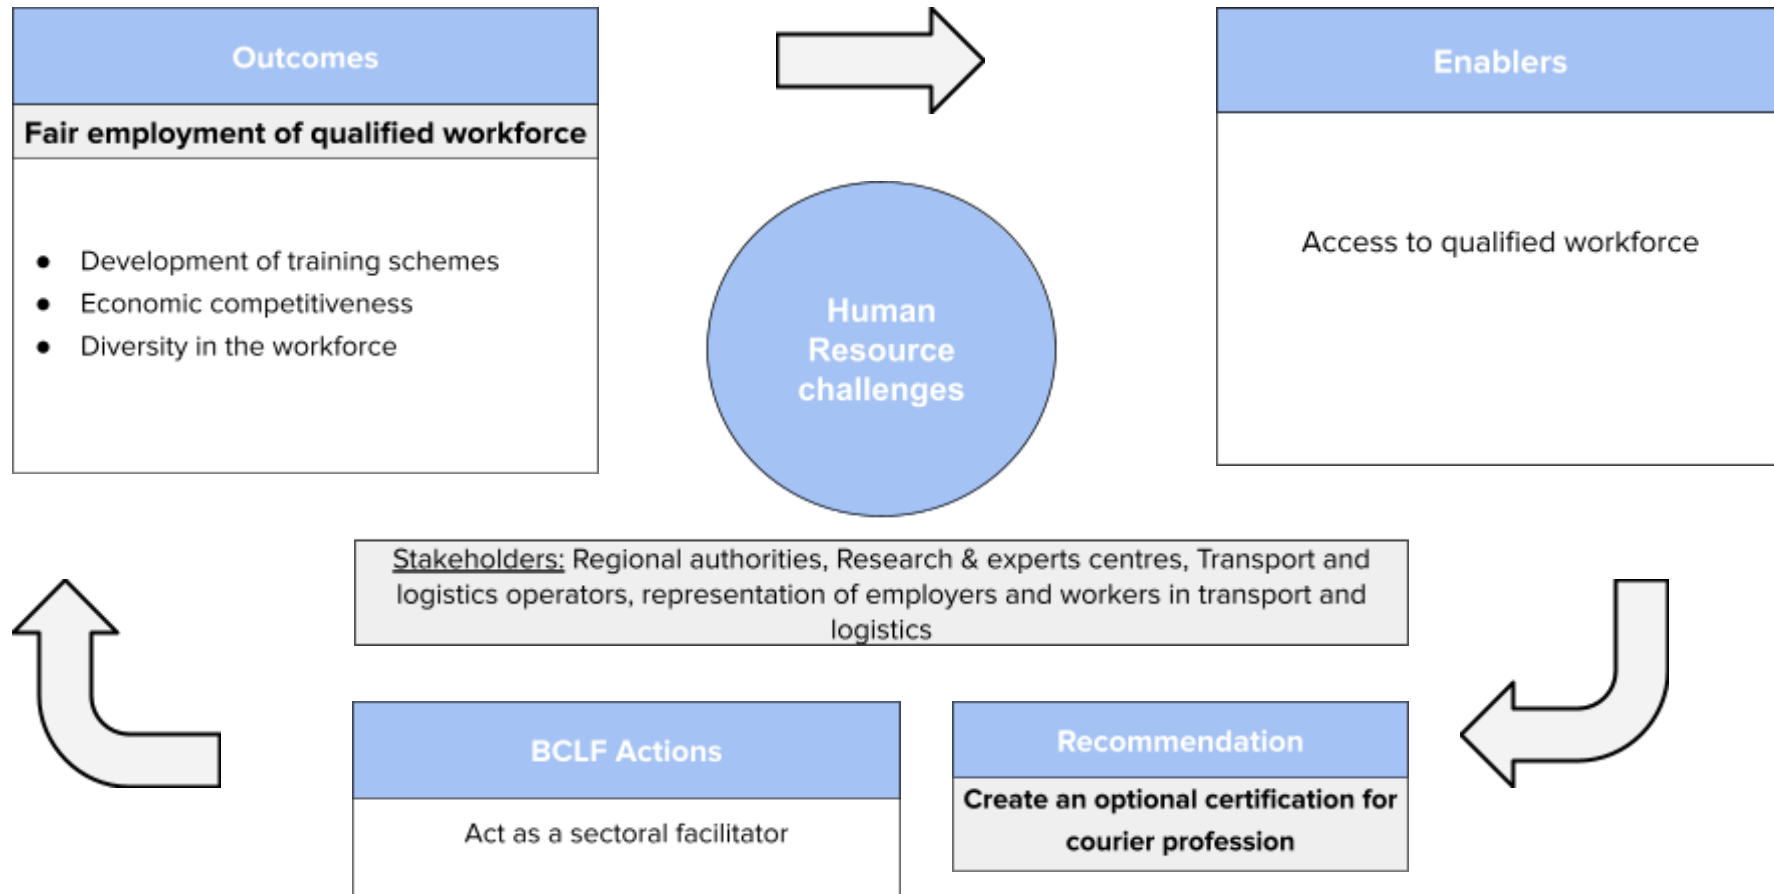 Outcomes
Fair employment of qualified workforce
● Development of training schemes
● Economic competitiveness
● Diversity in the workforce
Enablers
Access to qualified workforce
Human
Resource
challenges
Stakeholders: Regional authorities, Research & experts centres, Transport and
logistics operators, representation of employers and workers in transport and
logistics
BCLF Actions
Act as a sectoral facilitator
Recommendation
Create an optional certification for
courier profession